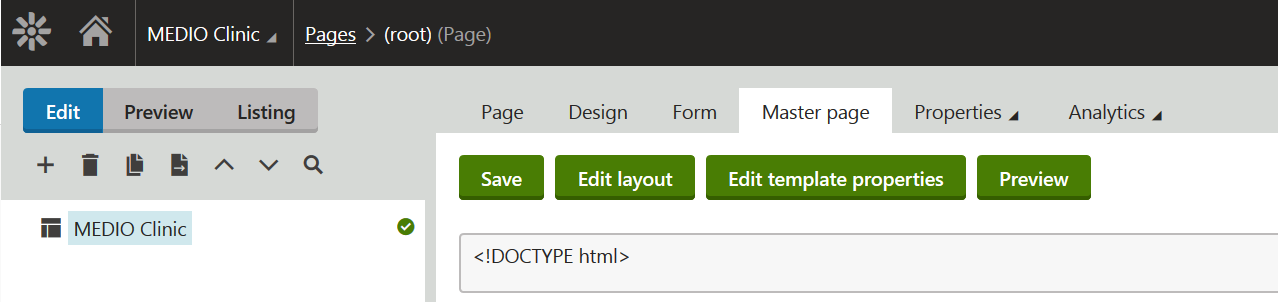 MEDIO Clinic Pages > (root) (Page)
Edit Preview Listing
Page Design Form Master page Properties Analytics
Save Edit layout Edit template properties Preview
MEDIO Clinic
<!DOCTYPE html>